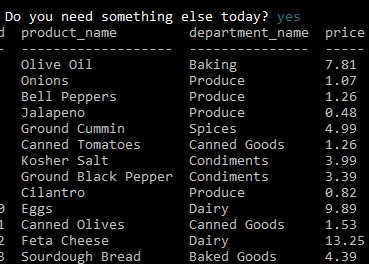 Do you need something else today? yes
d product_name department_name price
- ------------------- --------------- -----
Olive Oil Baking 7.81
Onions Produce 1.07
Bell Peppers Produce 1.26
Jalapeno Produce 0.48
Ground Cummin Spices 4.99
Canned Tomatoes Canned Goods 1.26
Kosher Salt Condiments 3.99
Ground Black Pepper Condiments 3.39
Cilantro Produce 0.82
0 Eggs Dairy 9.89
1 Canned Olives Canned Goods 1.53
2 Feta Cheese Dairy 13.25
3 Sourdough Bread Baked Goods 4.39